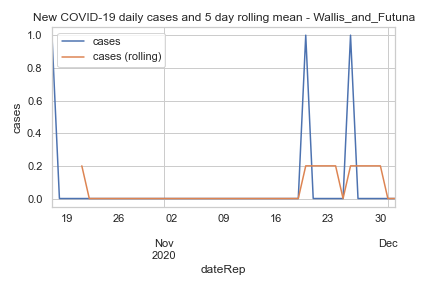 New COVID-19 daily cases and 5 day rolling mean - Wallis_and_Futuna
cases
cases (rolling)
1.0
0.8
0.6
0.4
0.2
0.0
cases
19 26 02 09 16 23 30
Nov Dec
2020
dateRep